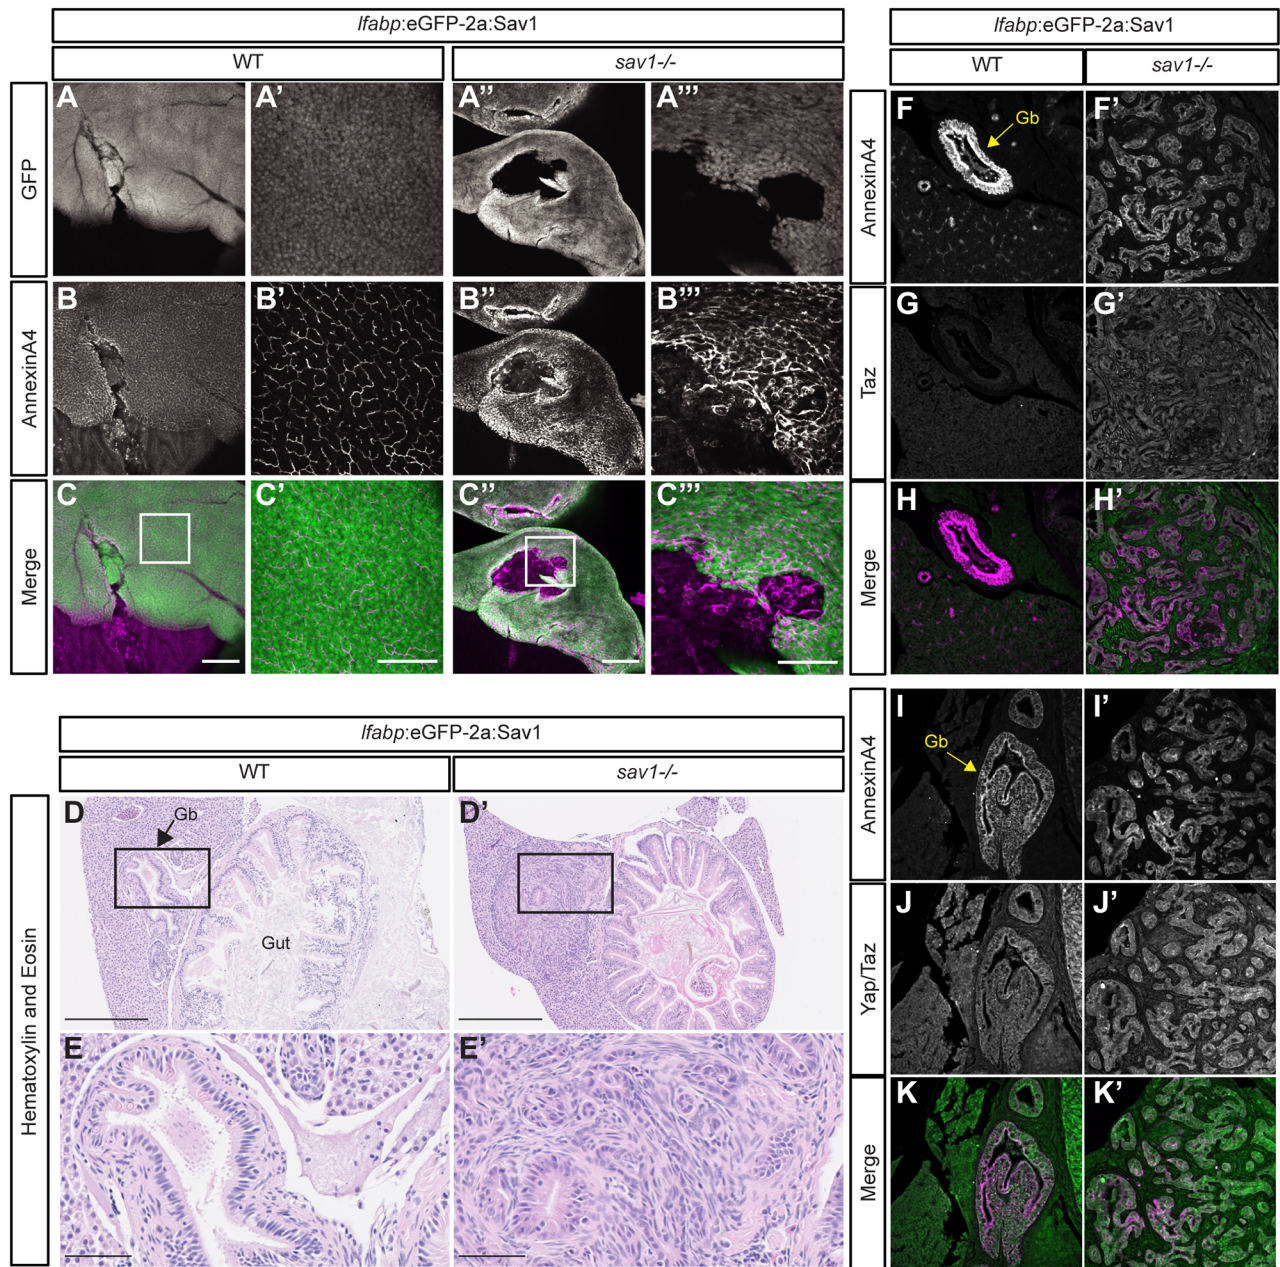 lfabp:eGFP-2a:Sav1
WT
sav1-/-
GFP
A
A’
A’’
A’’’
AnnexinA4
B
B’
B’’
B’’’
Merge
C
C’
C’’
C’’’
lfabp:eGFP-2a:Sav1
WT
sav1-/-
Hematoxylin and Eosin
D
Gb
Gut
D’
E
E’
lfabp:eGFP-2a:Sav1
WT
sav1-/-
AnnexinA4
F
Gb
F’
Taz
G
G’
Merge
H
H’
AnnexinA4
I
Gb
I’
Yap/Taz
J
J’
Merge
K
K’